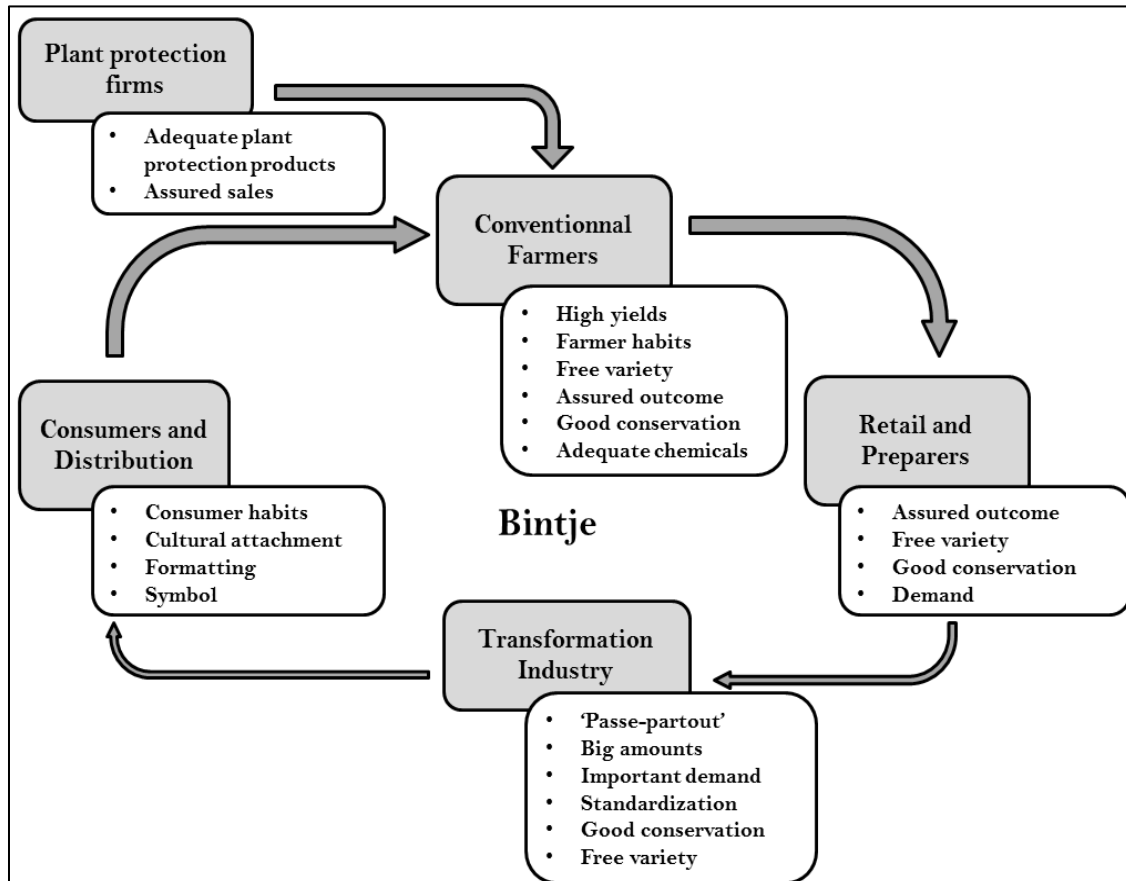 Plant protection
firms
• Adequate plant
protection products
• Assured sales
Conventionnal
Farmers
• High yields
• Farmer habits
• Free variety
• Assured outcome
• Good conservation
• Adequate chemicals
Retail and
Preparers
• Assured outcome
• Free variety
• Good conservation
• Demand
Consumers and
Distribution
• Consumer habits
• Cultural attachment
• Formatting
• Symbol
Bintje
Transformation
Industry
• ‘Passe-partout’
• Big amounts
• Important demand
• Standardization
• Good conservation
• Free variety